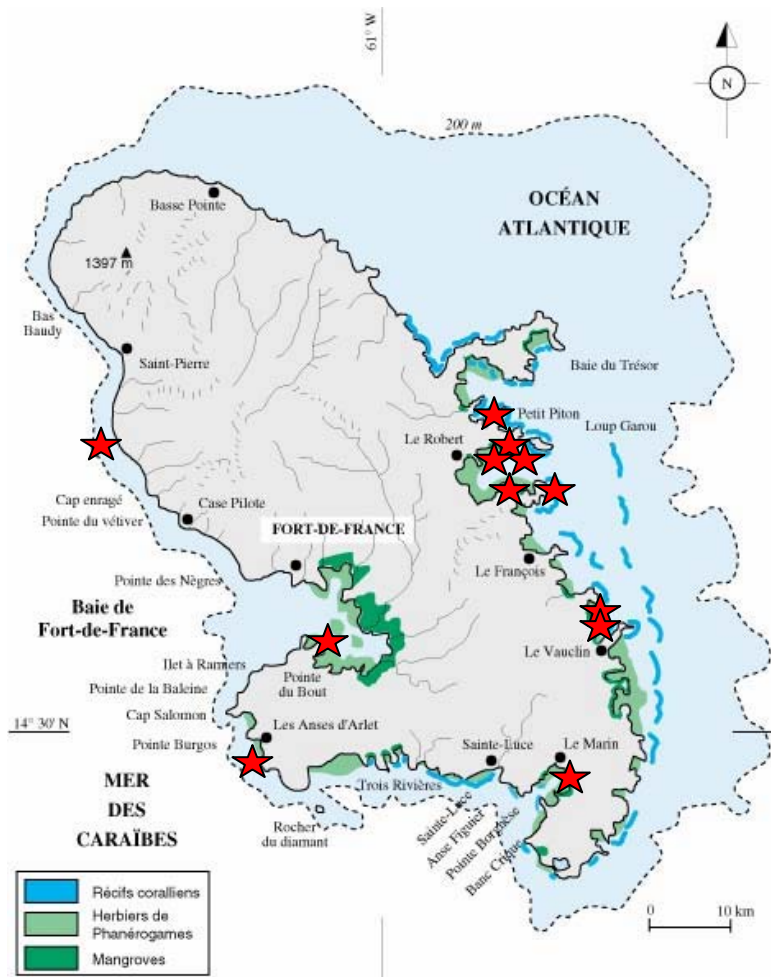 61° W
N
200 m
OCÉAN
ATLANTIQUE
Basse Pointe
1397 m
Bas
Baudy
Saint-Pierre
Baie du Trésor
Petit Piton
Loup Garou
Le Robert
Cap enragé
Case Pilote
Pointe du vétiver
FORT-DE-FRANCE
Le François
Pointe des Nègres
Baie de
Fort-de-France
Le Vauclin
Ilet à Ramiers
Pointe
du Bout
Pointe de la Baleine
Cap Salomon
14° 30' N
Les Anses d'Arlet
Pointe Burgos
Sainte-Luce
Le Marin
Trois Rivières
MER
DES
CARAÏBES
Rocher
du diamant
Sainte-Luce
Anse Figuier
Pointe Borghèse
Banc Crique
Récifs coralliens
Herbiers de
Phanérogames
Mangroves
0
10 km